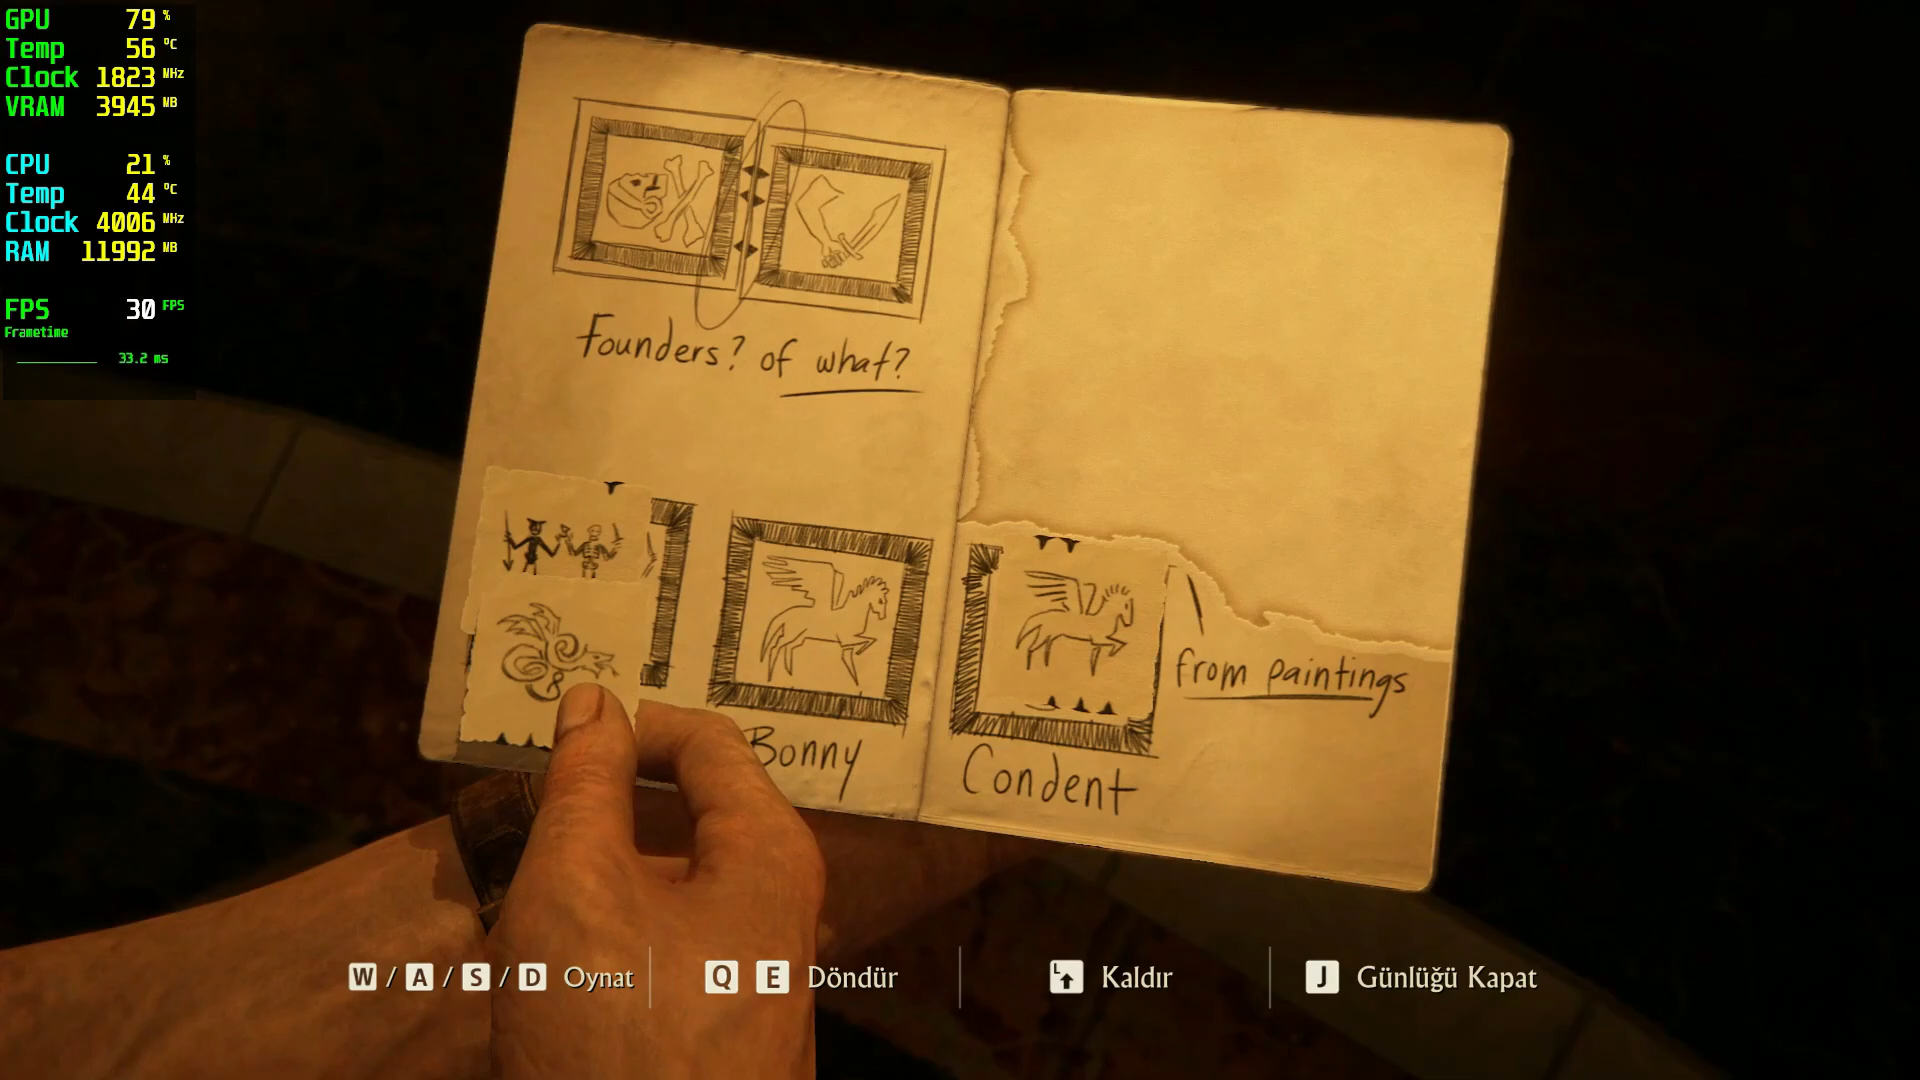 GPU 79 %
Temp 56 °C
Clock 1823 MHz
VRAM 3945 MB
CPU 21 %
Temp 44 °C
Clock 4006 MHz
RAM 11992 MB
FPS 30 FPS
Frametime
33.2 ms
Founders? of what?
from paintings
Bonny
Condent
W / A / S / D Oynat
Q E Döndür
L Kaldır
J Günlüğü Kapat